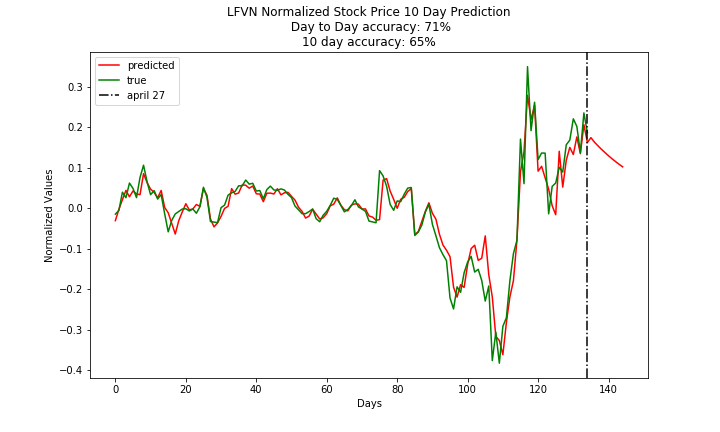 LFVN Normalized Stock Price 10 Day Prediction
Day to Day accuracy: 71%
10 day accuracy: 65%
predicted
true
april 27
Normalized Values
0.3
0.2
0.1
0.0
−0.1
−0.2
−0.3
−0.4
0 20 40 60 80 100 120 140
Days